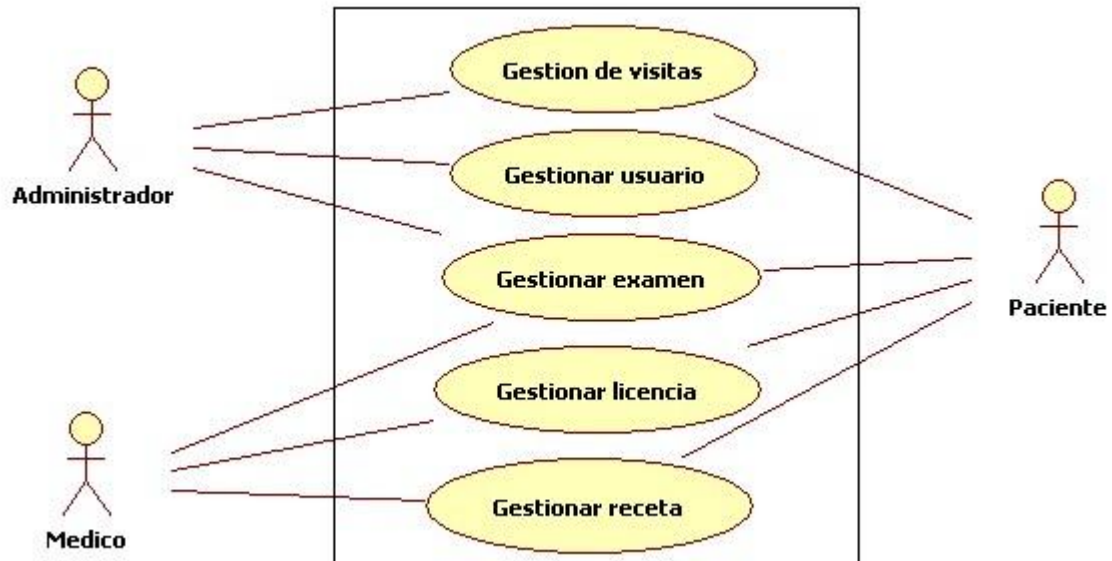 Gestion de visitas
Administrador
Gestionar usuario
Gestionar examen
Paciente
Gestionar licencia
Gestionar receta
Medico